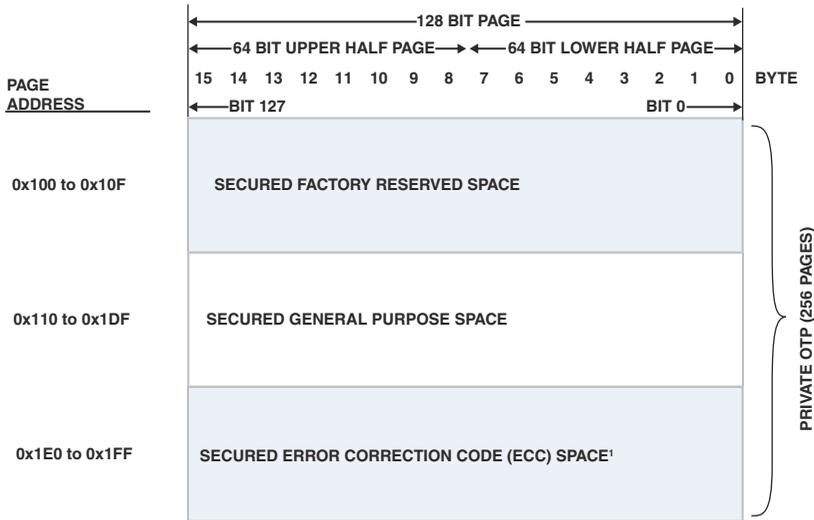 128 BIT PAGE
64 BIT UPPER HALF PAGE 64 BIT LOWER HALF PAGE
15 14 13 12 11 10 9 8 7 6 5 4 3 2 1 0 BYTE
PAGE
ADDRESS
BIT 127 BIT 0
0x100 to 0x10F SECURED FACTORY RESERVED SPACE
0x110 to 0x1DF SECURED GENERAL PURPOSE SPACE
0x1E0 to 0x1FF SECURED ERROR CORRECTION CODE (ECC) SPACE¹
PRIVATE OTP (256 PAGES)